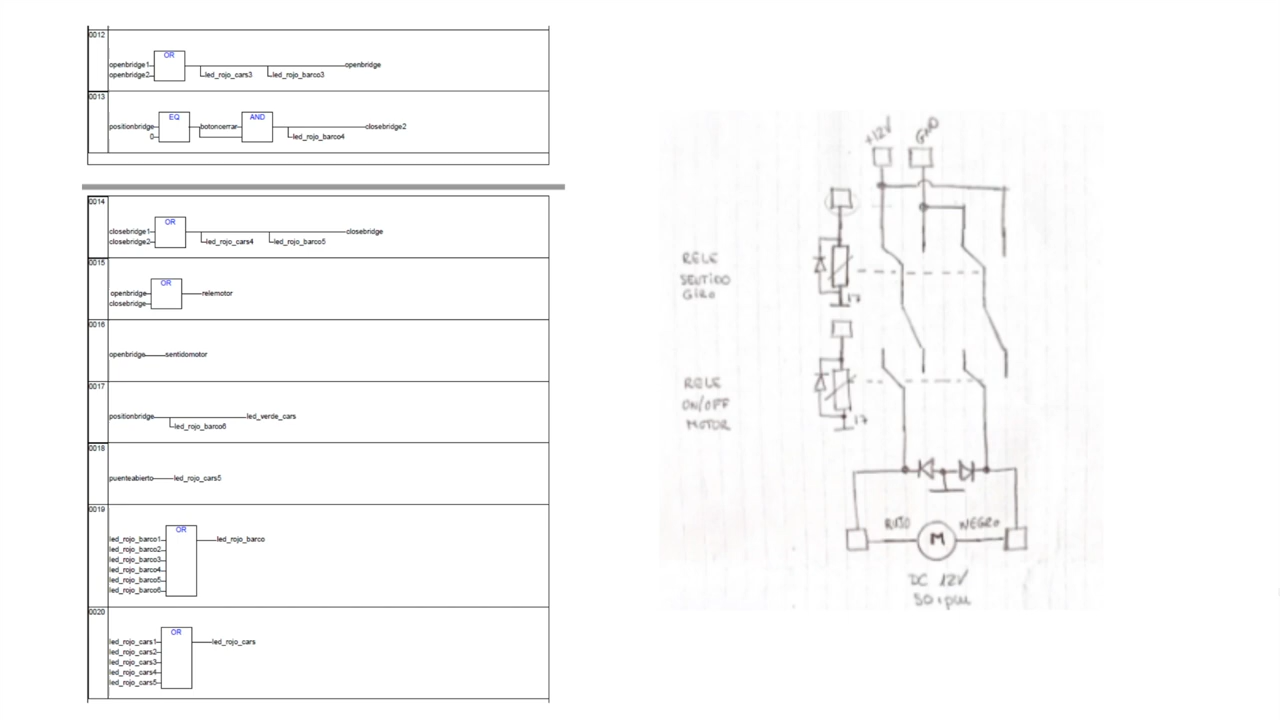 0012
OR
openbridge1
openbridge2
led_rojo_cars3
led_rojo_barco3
openbridge
0013
EQ
AND
positionbridge
0
botoncerrar
led_rojo_barco4
closebridge2
0014
OR
closebridge1
closebridge2
led_rojo_cars4
led_rojo_barco5
closebridge
0015
OR
openbridge
closebridge
relemotor
0016
openbridge
sentidomotor
0017
positionbridge
led_rojo_barco6
led_verde_cars
0018
puenteabierto
led_rojo_cars5
0019
OR
led_rojo_barco1
led_rojo_barco2
led_rojo_barco3
led_rojo_barco4
led_rojo_barco5
led_rojo_barco6
led_rojo_barco
0020
OR
led_rojo_cars1
led_rojo_cars2
led_rojo_cars3
led_rojo_cars4
led_rojo_cars5
led_rojo_cars
+12V
GND
RELE
SENTIDO
GIRO
RELE
ON/OFF
MOTOR
ROJO
M
NEGRO
DC 12V